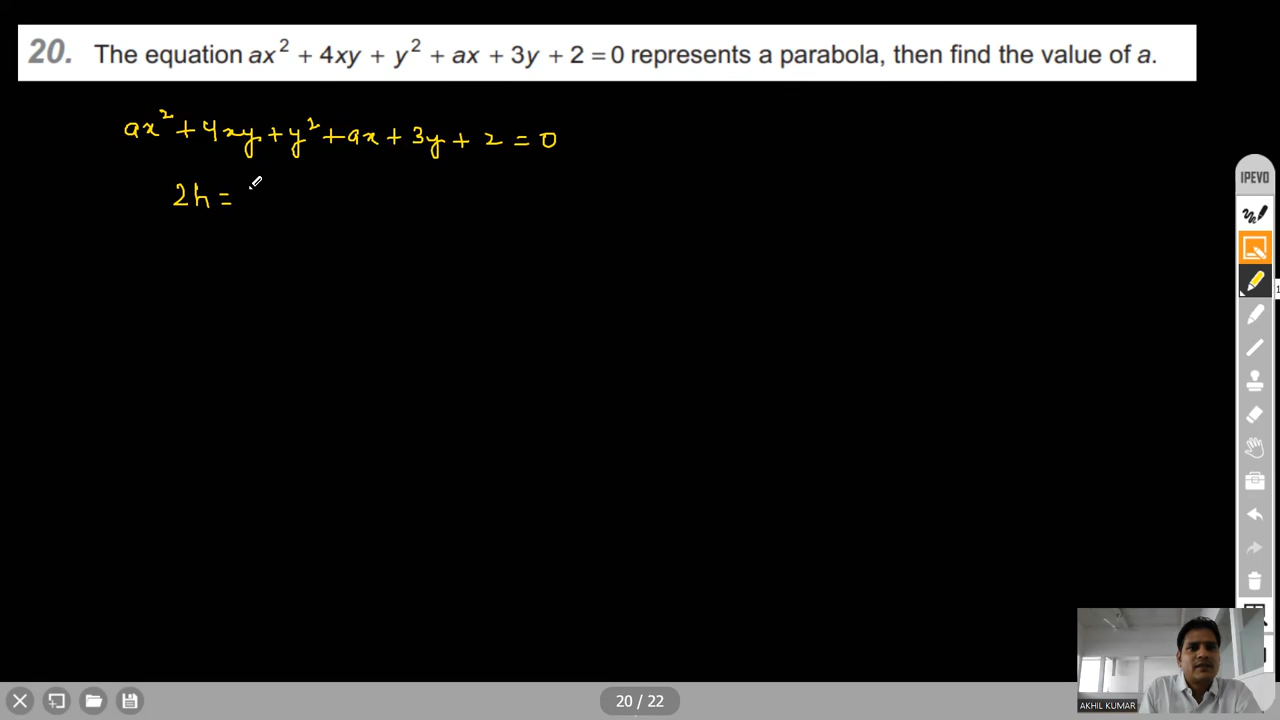 20. The equation ax² + 4xy + y² + ax + 3y + 2 = 0 represents a parabola, then find the value of a.
ax² + 4xy + y² + ax + 3y + 2 = 0
2h =
IPEVO
1
20 / 22
AKHIL KUMAR